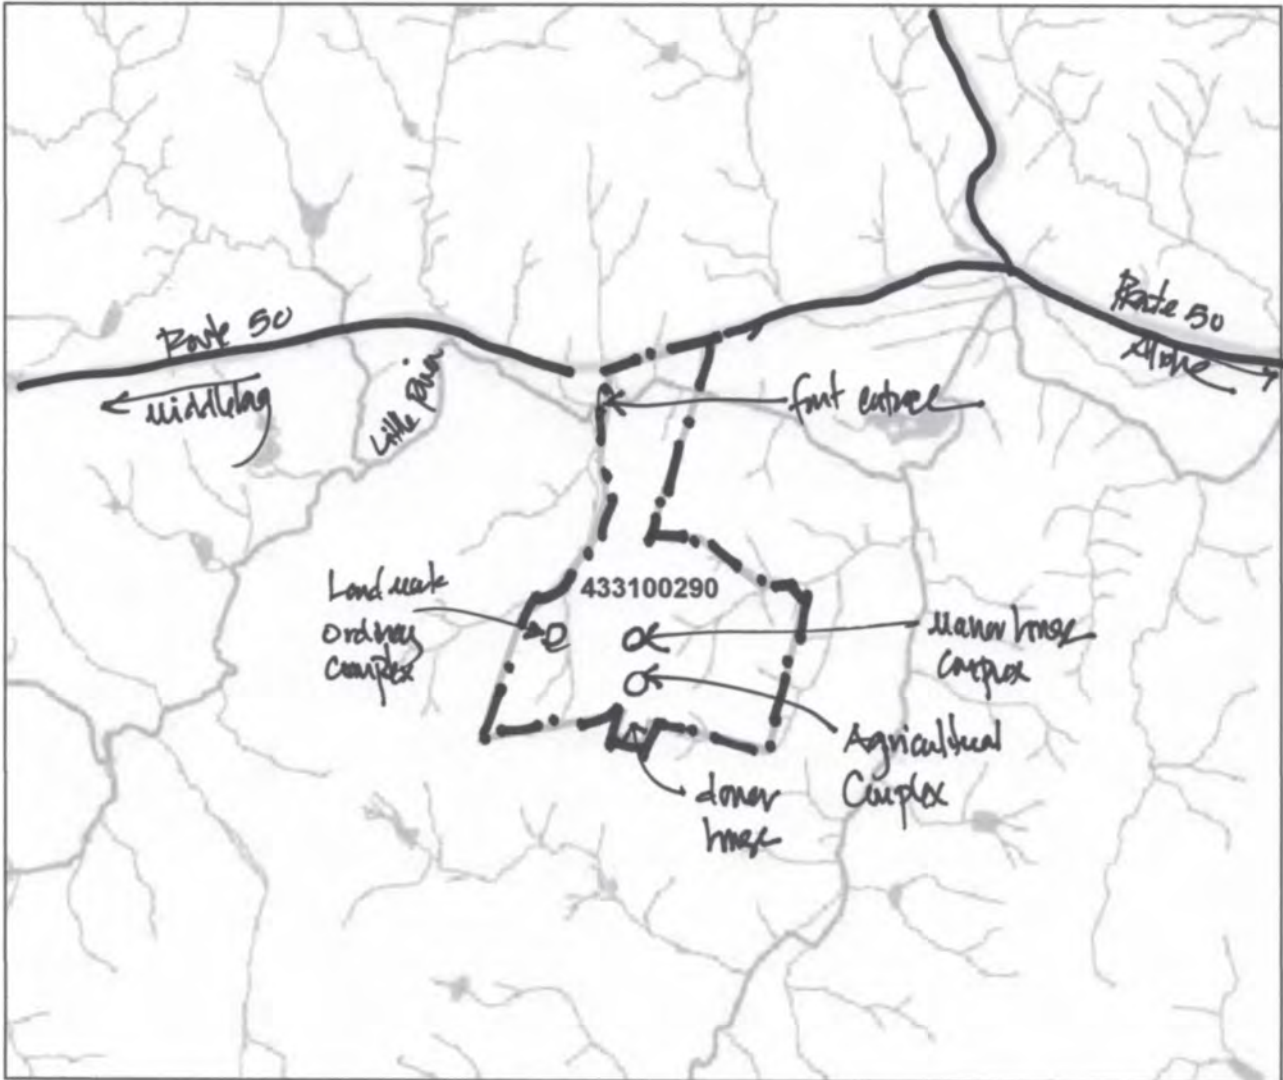 Route 50
Route 50
Aldie
Middleburg
Little River
front entrance
433100290
Landmark
Ordinary
Complex
Manor house
Complex
Agricultural
Complex
house